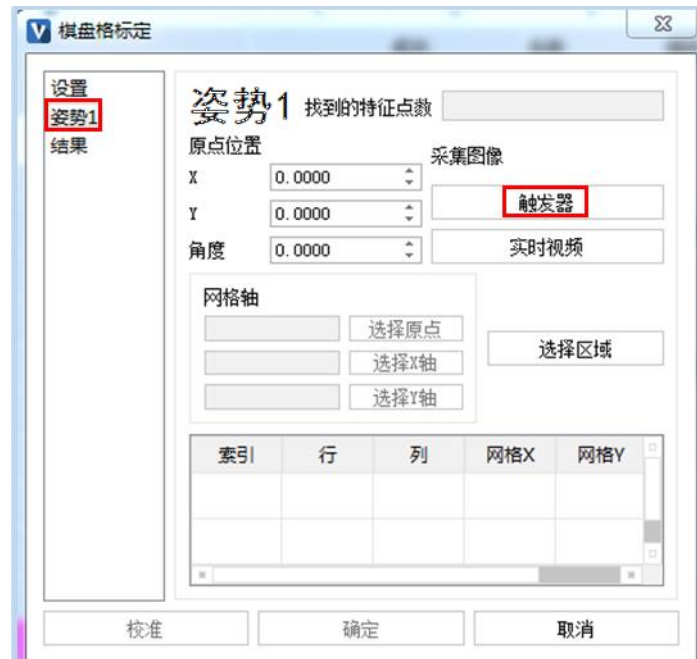 棋盘格标定
设置
姿势1
结果
姿势1 找到的特征点数
原点位置
采集图像
X 0.0000
触发器
Y 0.0000
角度 0.0000
实时视频
网格轴
选择原点
选择X轴
选择Y轴
选择区域
索引 行 列 网格X 网格Y
校准 确定 取消